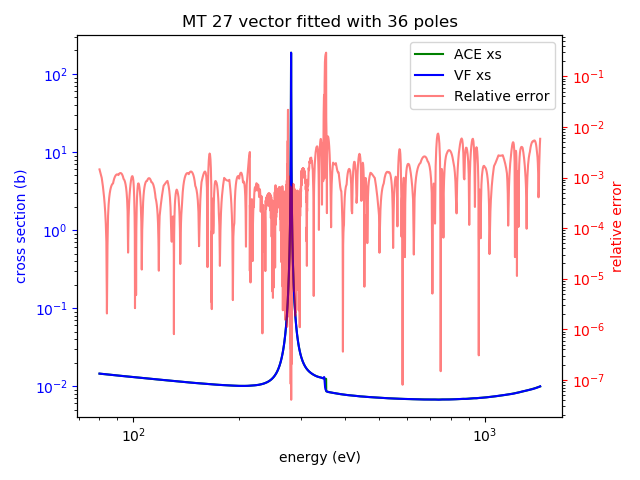 MT 27 vector fitted with 36 poles
ACE xs
VF xs
Relative error
cross section (b)
10²
10¹
10⁰
10⁻¹
10⁻²
10⁻¹
10⁻²
10⁻³
10⁻⁴
10⁻⁵
10⁻⁶
10⁻⁷
relative error
10²
10³
energy (eV)